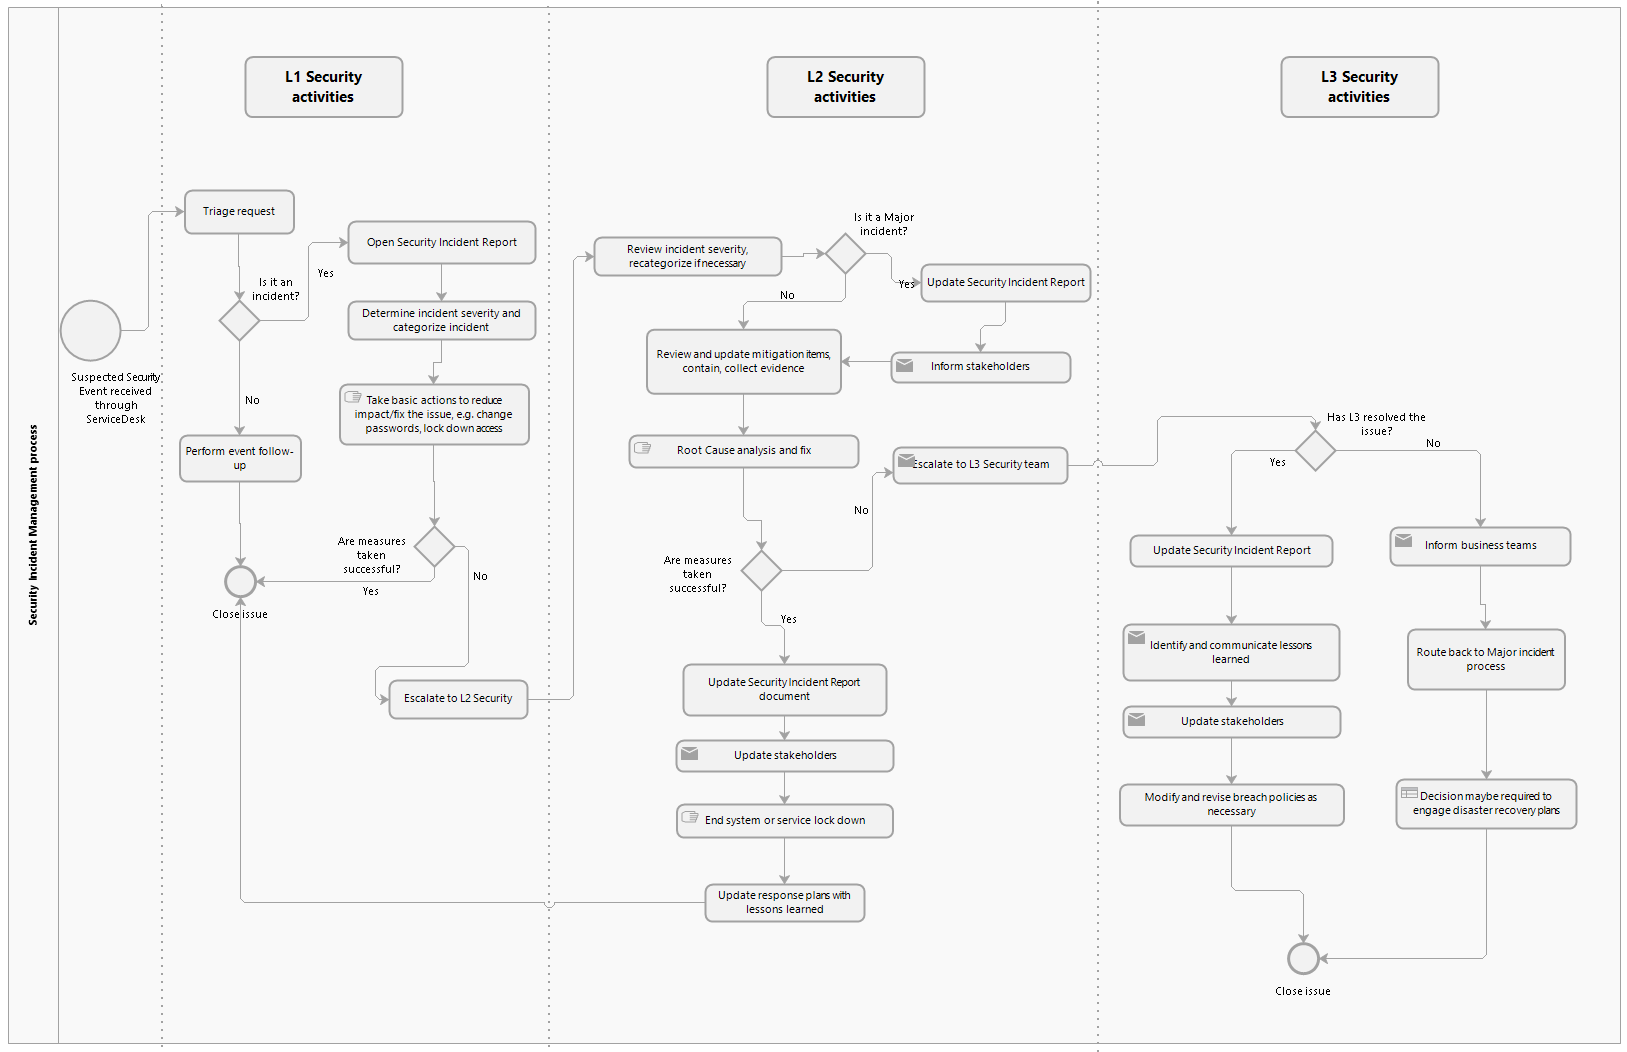 Security Incident Management process
L1 Security
activities
L2 Security
activities
L3 Security
activities
Suspected Security
Event received
through
ServiceDesk
Triage request
Is it an
incident?
Yes
No
Perform event follow-
up
Close issue
Open Security Incident Report
Determine incident severity and
categorize incident
Take basic actions to reduce
impact/fix the issue, e.g. change
passwords, lock down access
Are measures
taken
successful?
Yes
No
Escalate to L2 Security
Review incident severity,
recategorize if necessary
Is it a Major
incident?
Yes
No
Update Security Incident Report
Inform stakeholders
Review and update mitigation items,
contain, collect evidence
Root Cause analysis and fix
Are measures
taken
successful?
No
Yes
Escalate to L3 Security team
Update Security Incident Report
document
Update stakeholders
End system or service lock down
Update response plans with
lessons learned
Has L3 resolved the
issue?
Yes
No
Update Security Incident Report
Identify and communicate lessons
learned
Update stakeholders
Modify and revise breach policies as
necessary
Inform business teams
Route back to Major incident
process
Decision maybe required to
engage disaster recovery plans
Close issue